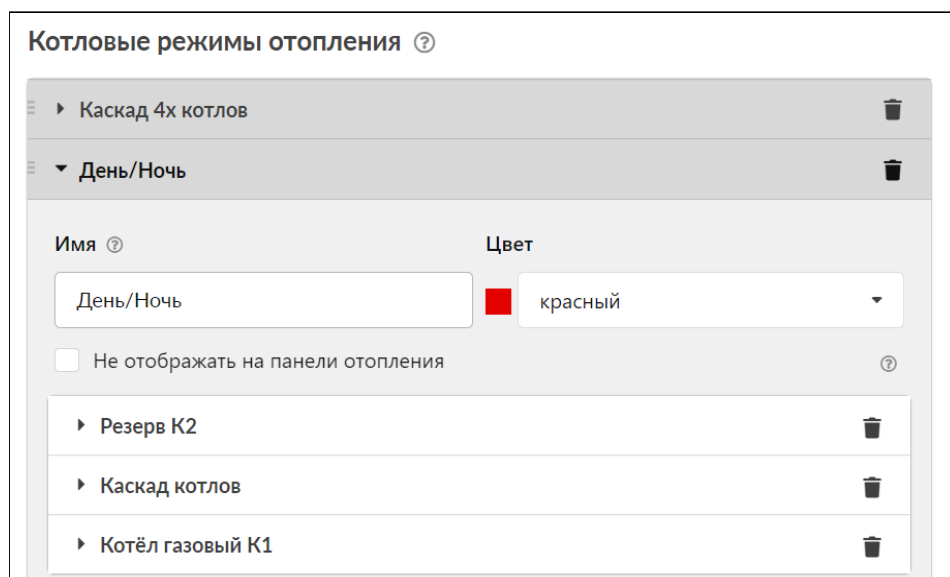 Котловые режимы отопления ?
Каскад 4х котлов
День/Ночь
Имя ? Цвет
День/Ночь красный
Не отображать на панели отопления ?
Резерв К2
Каскад котлов
Котёл газовый К1